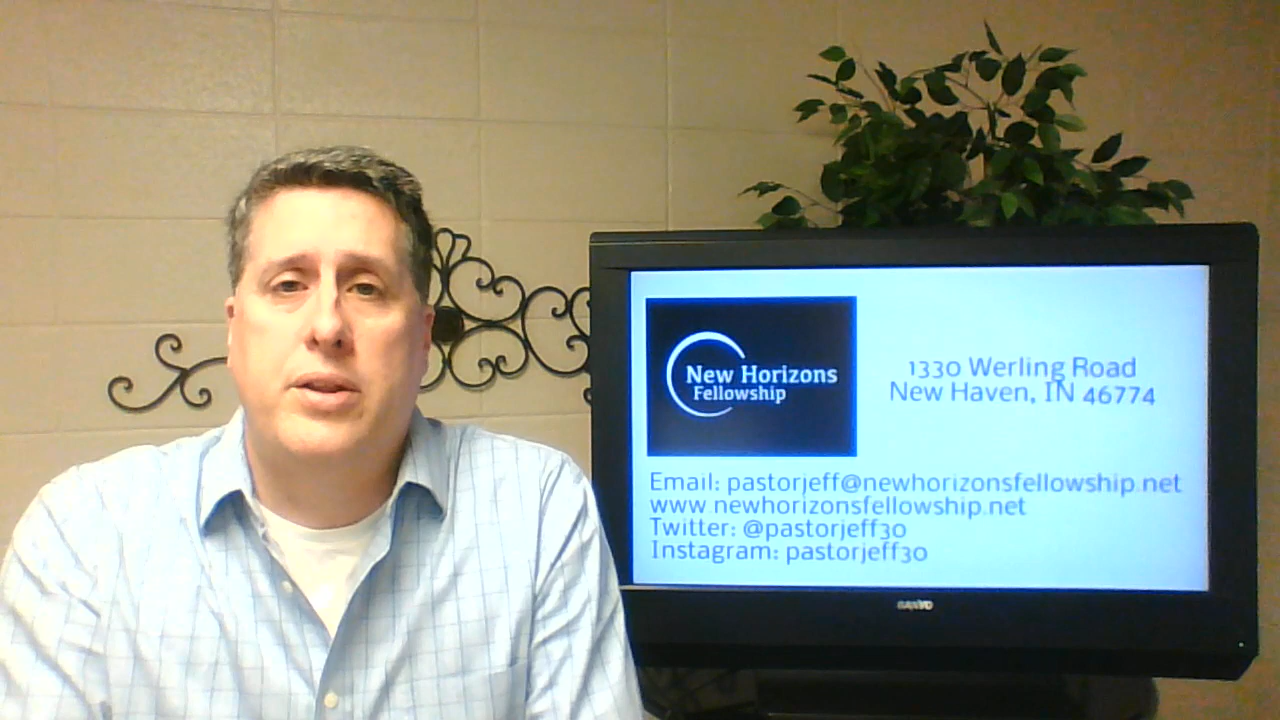 New Horizons
Fellowship
1330 Werling Road
New Haven, IN 46774
Email: pastorjeff@newhorizonsfellowship.net
www.newhorizonsfellowship.net
Twitter: @pastorjeff30
Instagram: pastorjeff30
SANYO